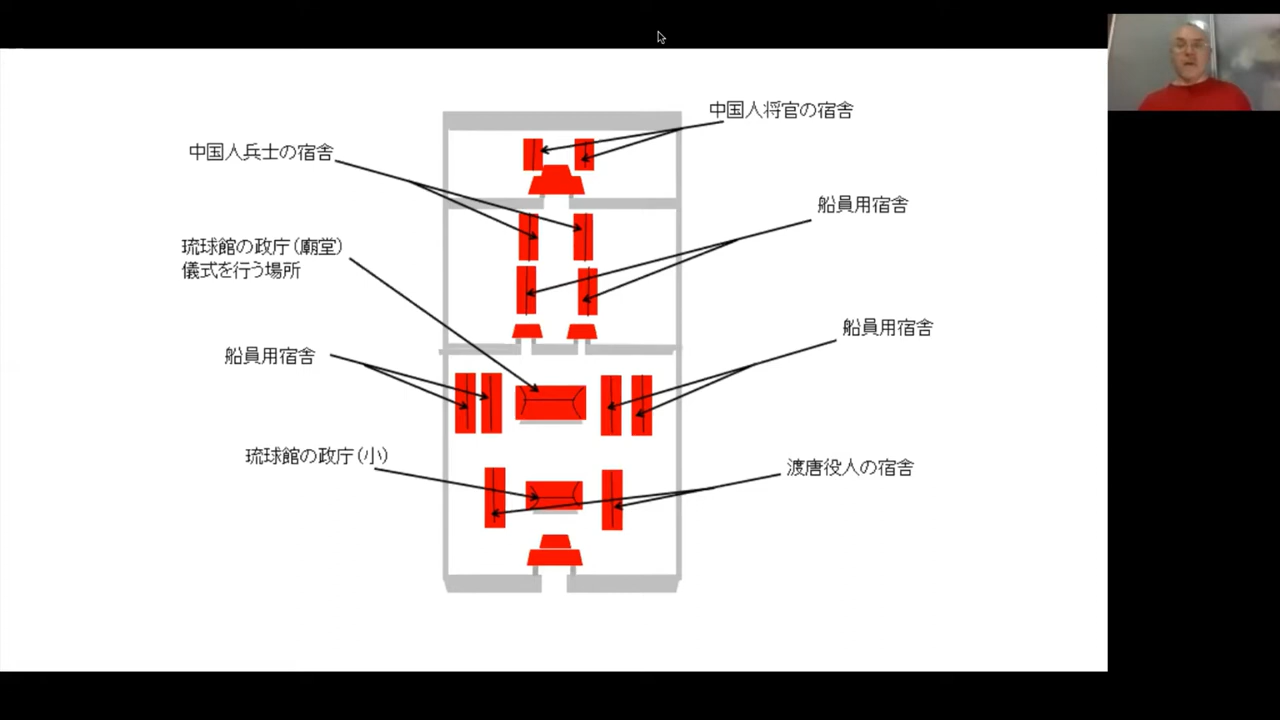 中国人将官の宿舎
中国人兵士の宿舎
船員用宿舎
琉球館の政庁(廟堂)
儀式を行う場所
船員用宿舎
船員用宿舎
琉球館の政庁(小)
渡唐役人の宿舎